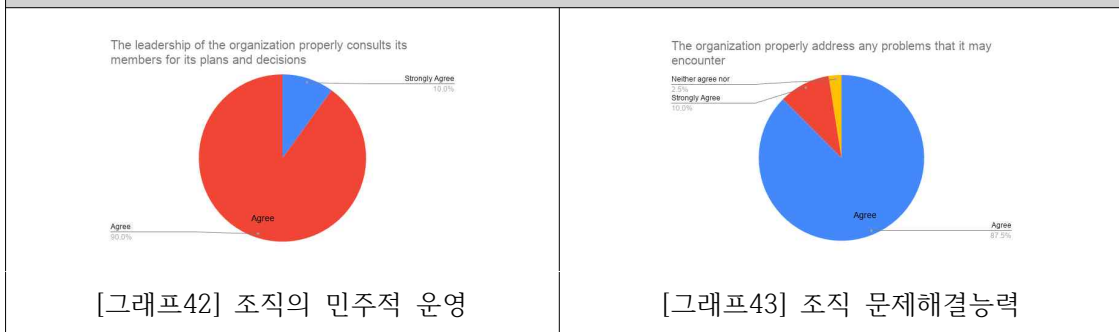 The leadership of the organization properly consults its
members for its plans and decisions
Strongly Agree
10.0%
Agree
Agree
90.0%
[그래프42] 조직의 민주적 운영
The organization properly address any problems that it may
encounter
Neither agree nor
2.5%
Strongly Agree
10.0%
Agree
Agree
87.5%
[그래프43] 조직 문제해결능력